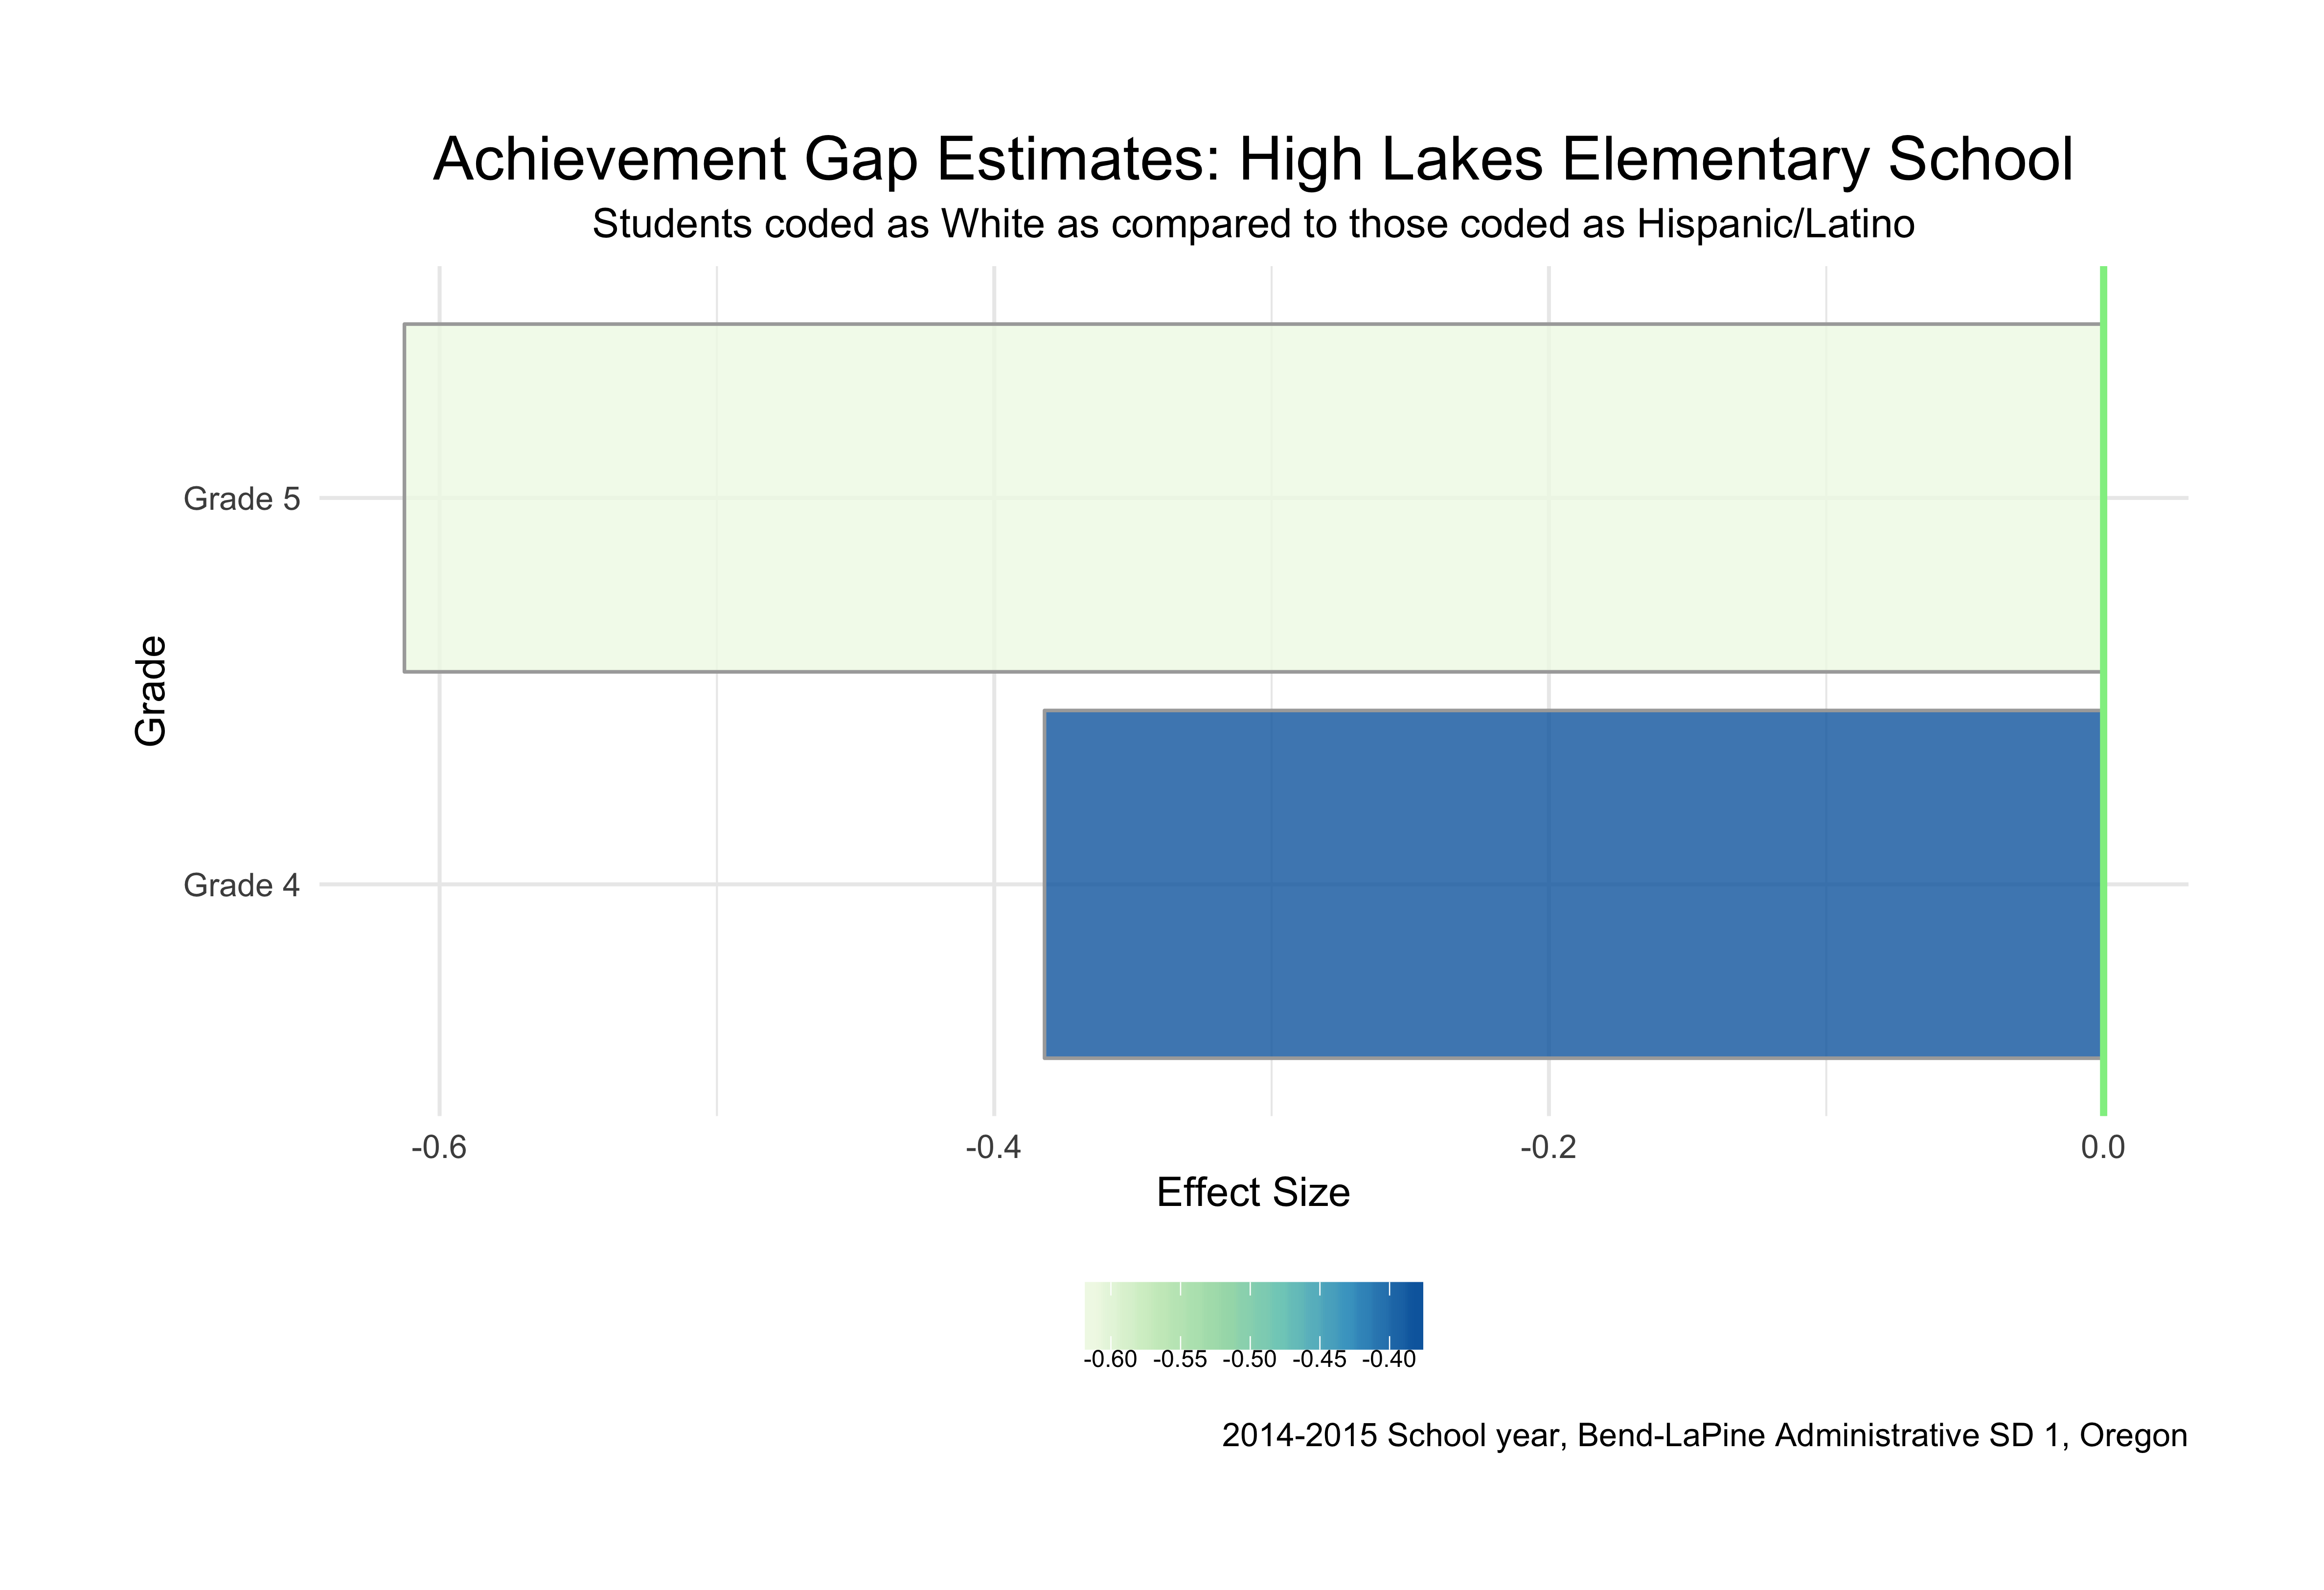 Achievement Gap Estimates: High Lakes Elementary School
Students coded as White as compared to those coded as Hispanic/Latino
Grade
Grade 5
Grade 4
-0.6 -0.4 -0.2 0.0
Effect Size
-0.60 -0.55 -0.50 -0.45 -0.40
2014-2015 School year, Bend-LaPine Administrative SD 1, Oregon